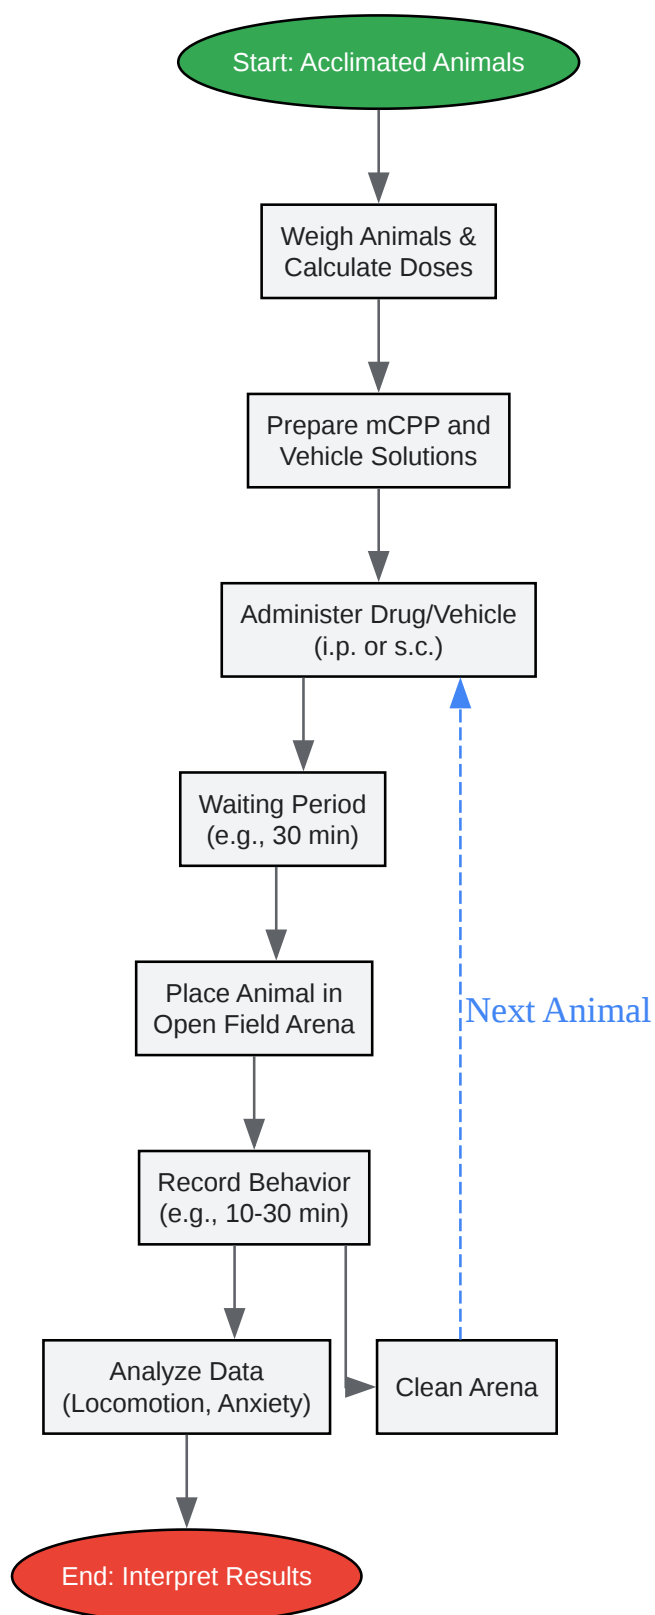 Start: Acclimated Animals
Weigh Animals &
Calculate Doses
Prepare mCPP and
Vehicle Solutions
Administer Drug/Vehicle
(i.p. or s.c.)
Waiting Period
(e.g., 30 min)
Place Animal in
Open Field Arena
Next Animal
Record Behavior
(e.g., 10-30 min)
Analyze Data
(Locomotion, Anxiety)
Clean Arena
End: Interpret Results